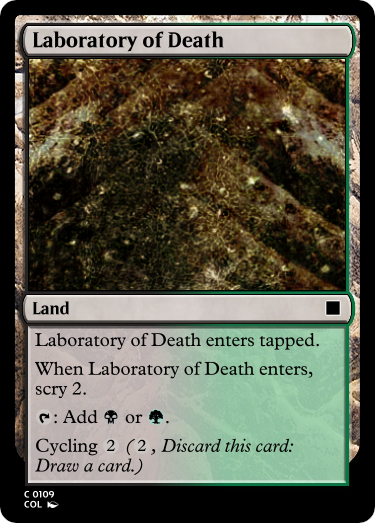 Laboratory of Death
Land
Laboratory of Death enters tapped.
When Laboratory of Death enters,
scry 2.
: Add or .
Cycling 2 ( 2 , Discard this card:
Draw a card.)
C 0109
COL